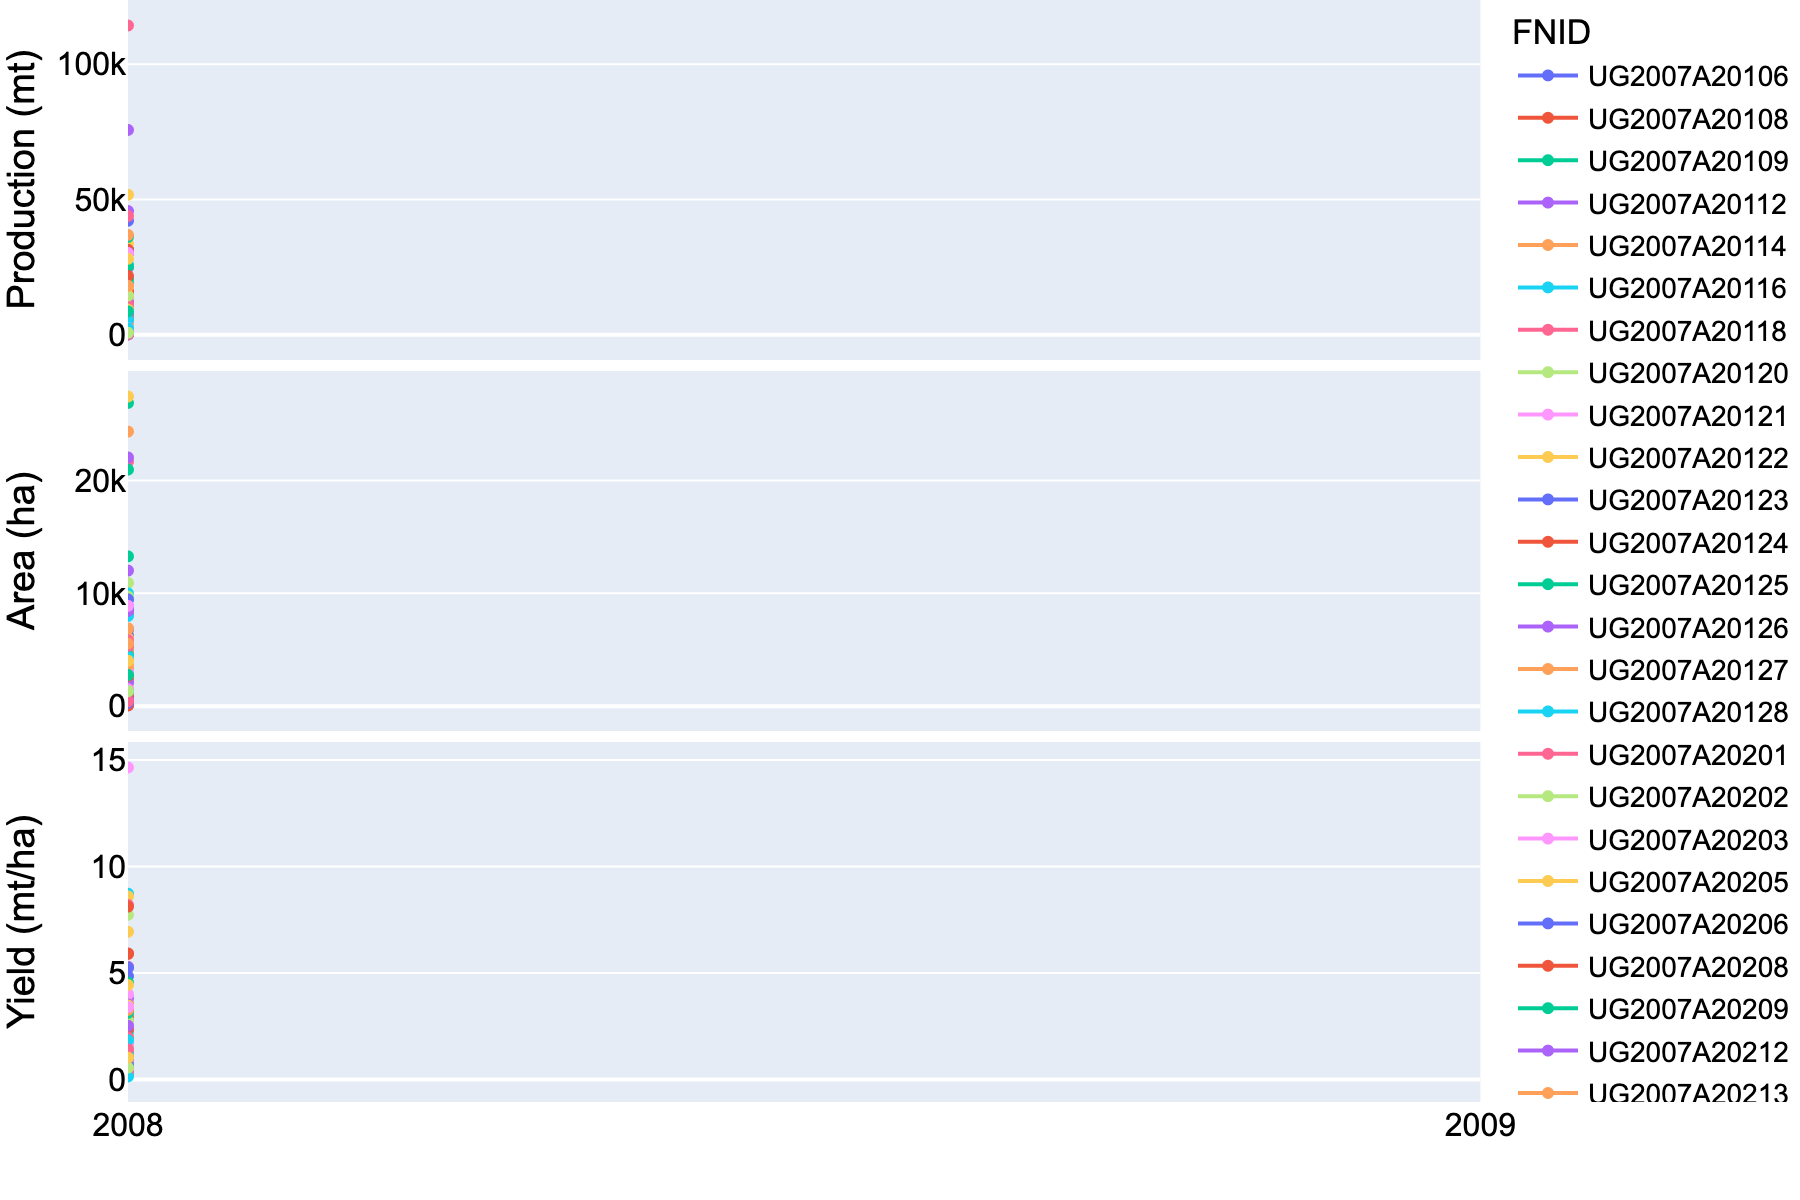 Production (mt)
100k
50k
0
Area (ha)
20k
10k
0
Yield (mt/ha)
15
10
5
0
2008
2009
FNID
UG2007A20106
UG2007A20108
UG2007A20109
UG2007A20112
UG2007A20114
UG2007A20116
UG2007A20118
UG2007A20120
UG2007A20121
UG2007A20122
UG2007A20123
UG2007A20124
UG2007A20125
UG2007A20126
UG2007A20127
UG2007A20128
UG2007A20201
UG2007A20202
UG2007A20203
UG2007A20205
UG2007A20206
UG2007A20208
UG2007A20209
UG2007A20212
UG2007A20213